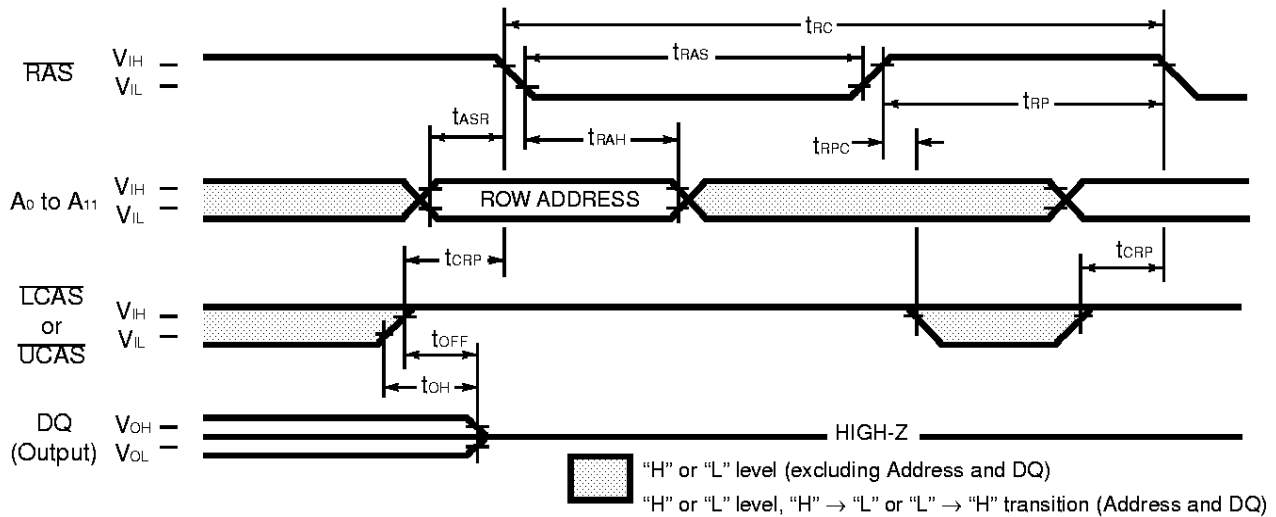 tRC
RAS VIH VIL tRAS
tRP
tASR tRAH tRPC
A0 to A11 VIH VIL ROW ADDRESS
tCRP tCRP
LCAS or UCAS VIH VIL
tOFF
tOH
DQ (Output) VOH VOL HIGH-Z
“H” or “L” level (excluding Address and DQ)
“H” or “L” level, “H” → “L” or “L” → “H” transition (Address and DQ)